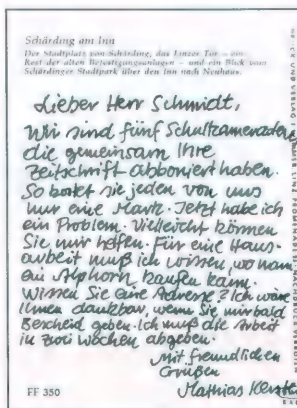 Schärding am Inn
Der Stadtplatz von Schärding, das Linzer Tor – ein
Rest der alten Befestigungsanlagen – und ein Blick vom
Schärdinger Stadtpark über den Inn nach Neuhaus.
Lieber Herr Schmidt,
Wir sind fünf Schulkameraden
die gemeinsam Ihre
Zeitschrift abboniert haben.
So kostet sie jeden von uns
nur eine Mark. Jetzt habe ich
ein Problem. Vielleicht können
Sie mir helfen. Für eine Haus-
arbeit muß ich wissen, wo man
ein Alphorn kaufen kann.
Wissen Sie eine Adresse? Ich wäre
Ihnen dankbar, wenn Sie mir bald
Bescheid geben. Ich muß die Arbeit
in zwei Wochen abgeben.
Mit freundlichen
Grüßen
Matthias
FF 350